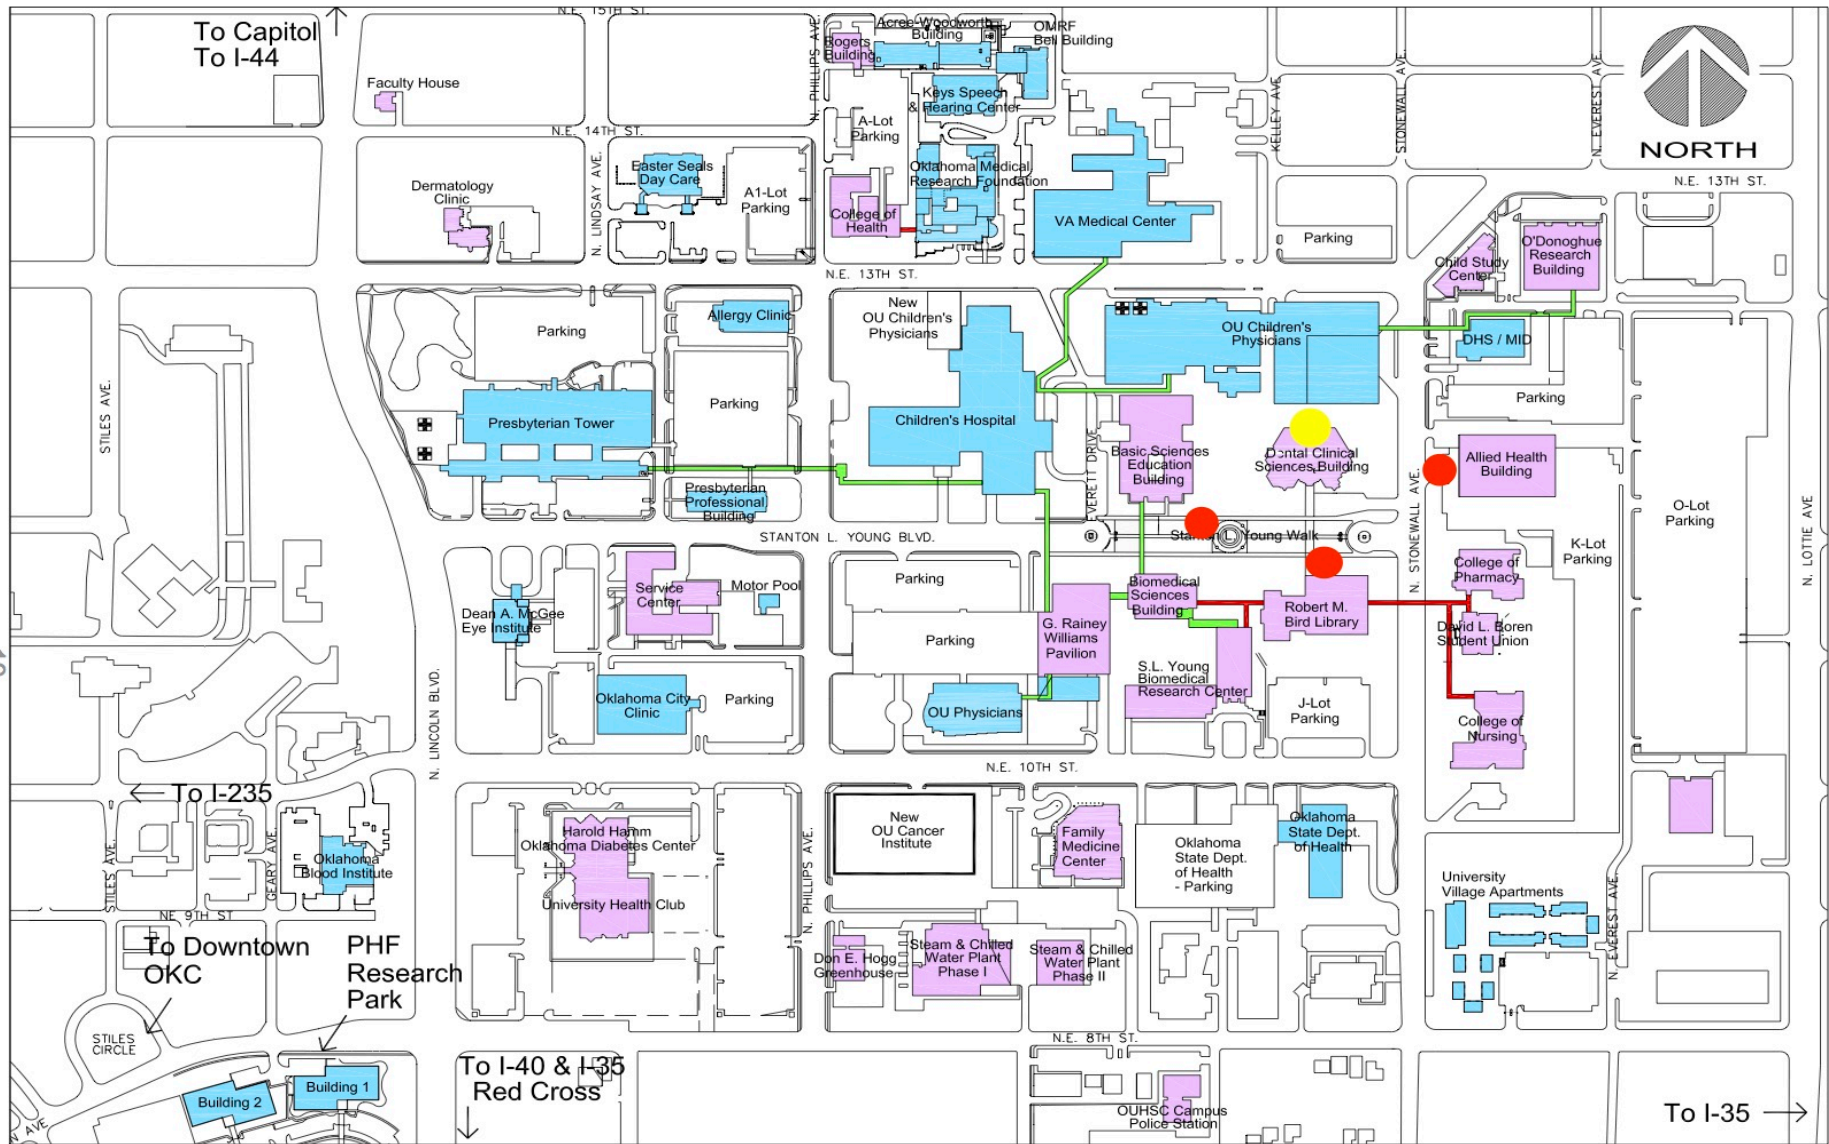 N.E. 15TH ST.
To Capitol
To I-44
N. PHILLIPS AVE.
Rogers
Building
Acree-Woodworth
Building
OMRF
Bell Building
Faculty House
Keys Speech
& Hearing Center
A-Lot
Parking
KELLEY AVE
STONEWALL AVE.
N. EVEREST AVE.
NORTH
N.E. 14TH ST.
N. LINDSAY AVE.
Easter Seals
Day Care
A1-Lot
Parking
Oklahoma Medical
Research Foundation
Dermatology
Clinic
College of
Health
VA Medical Center
Parking
N.E. 13TH ST.
O'Donoghue
Research
Building
Child Study
Center
N.E. 13TH ST.
STILES AVE.
Parking
Allergy Clinic
New
OU Children's
Physicians
OU Children's
Physicians
DHS / MID
Parking
Presbyterian Tower
Parking
Children's Hospital
EVERETT DRIVE
Basic Sciences
Education
Building
Dental Clinical
Sciences Building
Allied Health
Building
Presbyterian
Professional
Building
O-Lot
Parking
N. LOTTIE AVE
STANTON L. YOUNG BLVD.
Stanton L. Young Walk
N. STONEWALL AVE.
K-Lot
Parking
Service
Center
Motor Pool
Parking
Biomedical
Sciences
Building
College of
Pharmacy
Dean A. McGee
Eye Institute
Parking
G. Rainey
Williams
Pavilion
Robert M.
Bird Library
David L. Boren
Student Union
N. LINCOLN BLVD.
Oklahoma City
Clinic
Parking
OU Physicians
S.L. Young
Biomedical
Research Center
J-Lot
Parking
College of
Nursing
N.E. 10TH ST.
To I-235
STILES AVE.
GEARY AVE.
Oklahoma
Blood Institute
Harold Hamm
Oklahoma Diabetes Center
University Health Club
N. PHILLIPS AVE.
New
OU Cancer
Institute
Family
Medicine
Center
Oklahoma
State Dept.
of Health
- Parking
Oklahoma
State Dept.
of Health
University
Village Apartments
N. EVEREST AVE.
NE 9TH ST
To Downtown
OKC
PHF
Research
Park
Don E. Hogg
Greenhouse
Steam & Chilled
Water Plant
Phase I
Steam & Chilled
Water Plant
Phase II
STILES
CIRCLE
N.E. 8TH ST.
Building 1
Building 2
To I-40 & I-35
Red Cross
OUHSC Campus
Police Station
To I-35
N AVE